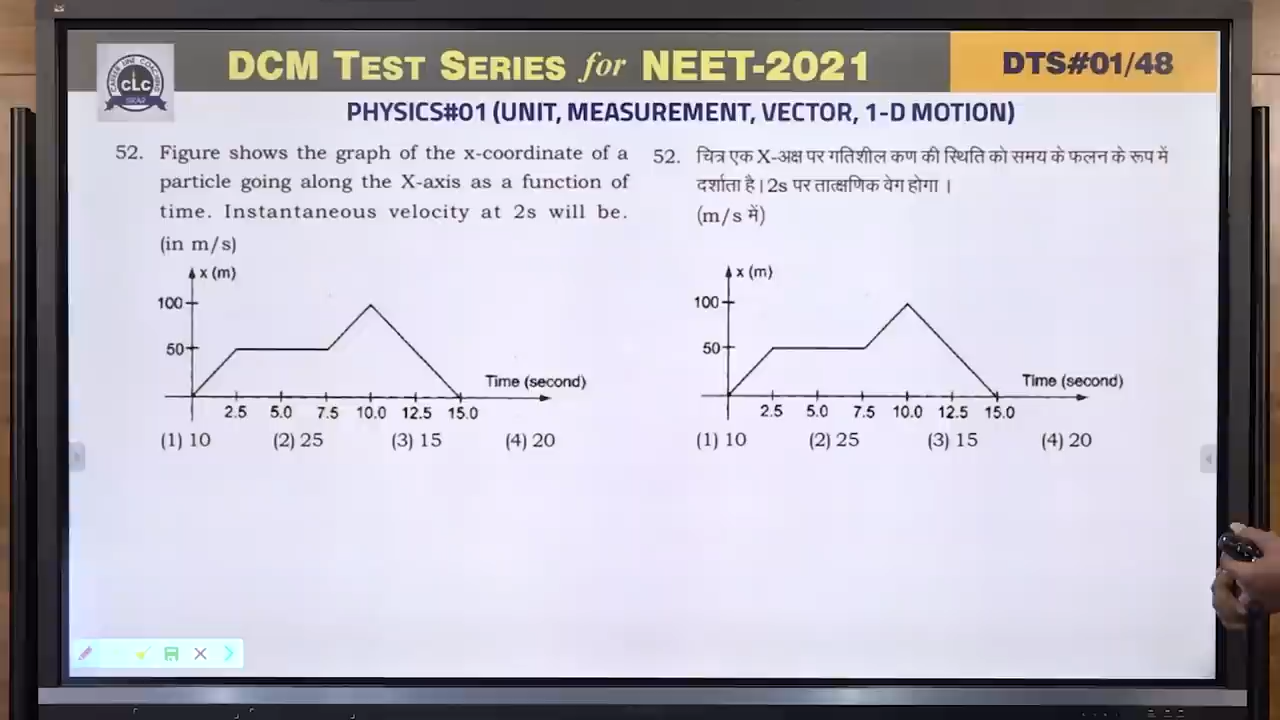 CAREER LINE COACHING
CLC
SIKAR
DCM TEST SERIES for NEET-2021
DTS#01/48
PHYSICS#01 (UNIT, MEASUREMENT, VECTOR, 1-D MOTION)
52. Figure shows the graph of the x-coordinate of a
particle going along the X-axis as a function of
time. Instantaneous velocity at 2s will be.
(in m/s)
x (m)
100
50
Time (second)
2.5 5.0 7.5 10.0 12.5 15.0
(1) 10 (2) 25 (3) 15 (4) 20
52. चित्र एक X-अक्ष पर गतिशील कण की स्थिति को समय के फलन के रूप में
दर्शाता है। 2s पर तात्क्षणिक वेग होगा ।
(m/s में)
x (m)
100
50
Time (second)
2.5 5.0 7.5 10.0 12.5 15.0
(1) 10 (2) 25 (3) 15 (4) 20